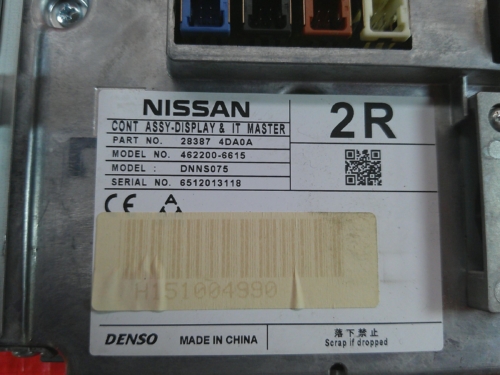 NISSAN
CONT ASSY-DISPLAY & IT MASTER
PART NO. 28387 4DA0A
MODEL NO. 462200-6615
MODEL : DNNS075
SERIAL NO. 6512013118
2R
CE A
H151004990
DENSO MADE IN CHINA
落下禁止
Scrap if dropped